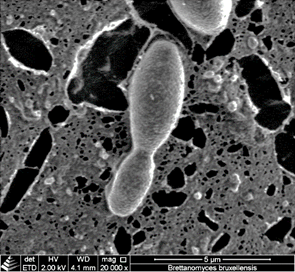 det HV WD mag □ 5 µm
ETD 2.00 kV 4.1 mm 20 000 x Brettanomyces bruxellensis